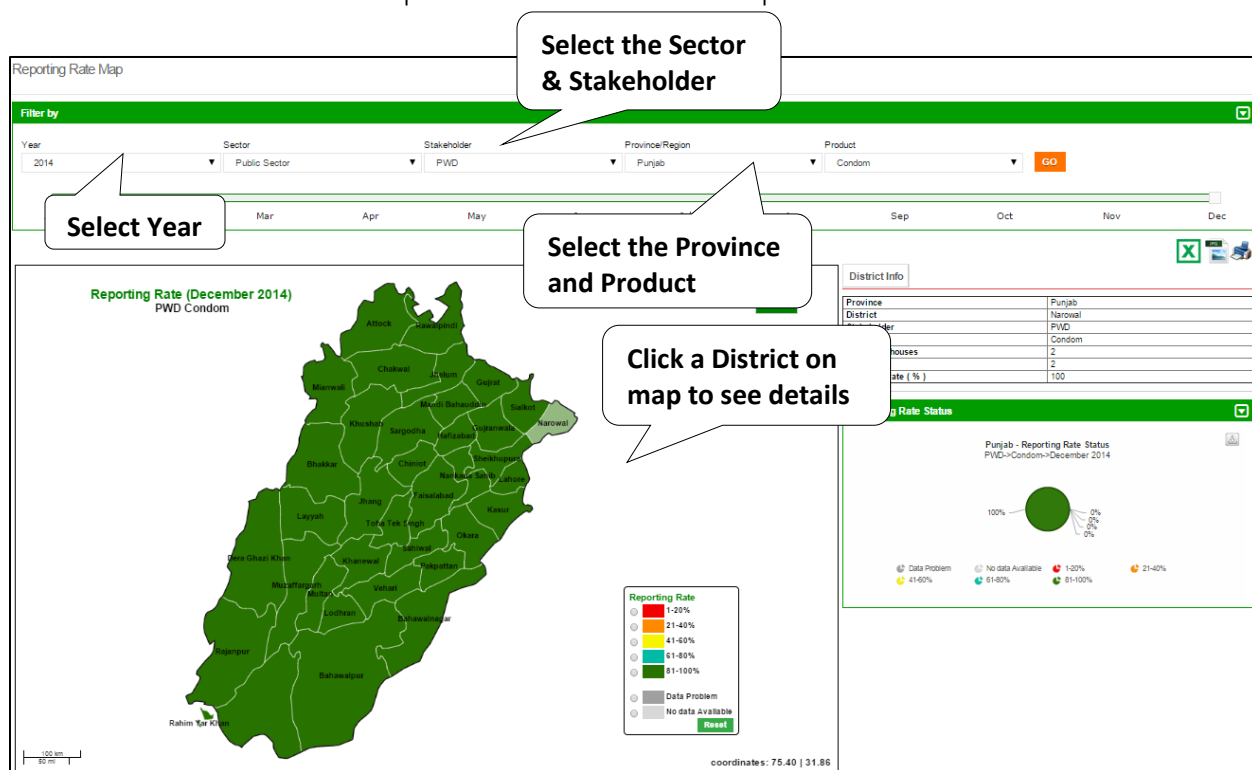 Select the Sector
& Stakeholder
Reporting Rate Map
Filter by
Year
Sector
Stakeholder
Province/Region
Product
2014
Public Sector
PWD
Punjab
Condom
GO
Select Year
Mar
Apr
May
Sep
Oct
Nov
Dec
Select the Province
and Product
Reporting Rate (December 2014)
PWD Condom
District Info
Province
Punjab
District
Narowal
PWD
Condom
houses
2
2
ate ( % )
100
Click a District on
map to see details
Rate Status
Punjab - Reporting Rate Status
PWD->Condom->December 2014
100%
0%
0%
0%
0%
Data Problem
No data Available
1-20%
21-40%
41-60%
61-80%
81-100%
Attock
Rawalpindi
Chakwal
Jhelum
Gujrat
Mianwali
Mandi Bahauddin
Sialkot
Narowal
Khushab
Sargodha
Hafizabad
Gujranwala
Sheikhupura
Bhakkar
Chiniot
Nankana Sahib
Lahore
Faisalabad
Jhang
Kasur
Layyah
Toba Tek Singh
Okara
Sahiwal
Dera Ghazi Khan
Khanewal
Pakpattan
Muzaffargarh
Multan
Vehari
Lodhran
Bahawalnagar
Rajanpur
Bahawalpur
Rahim Yar Khan
Reporting Rate
1-20%
21-40%
41-60%
61-80%
81-100%
Data Problem
No data Available
Reset
100 km
50 mi
coordinates: 75.40 | 31.86